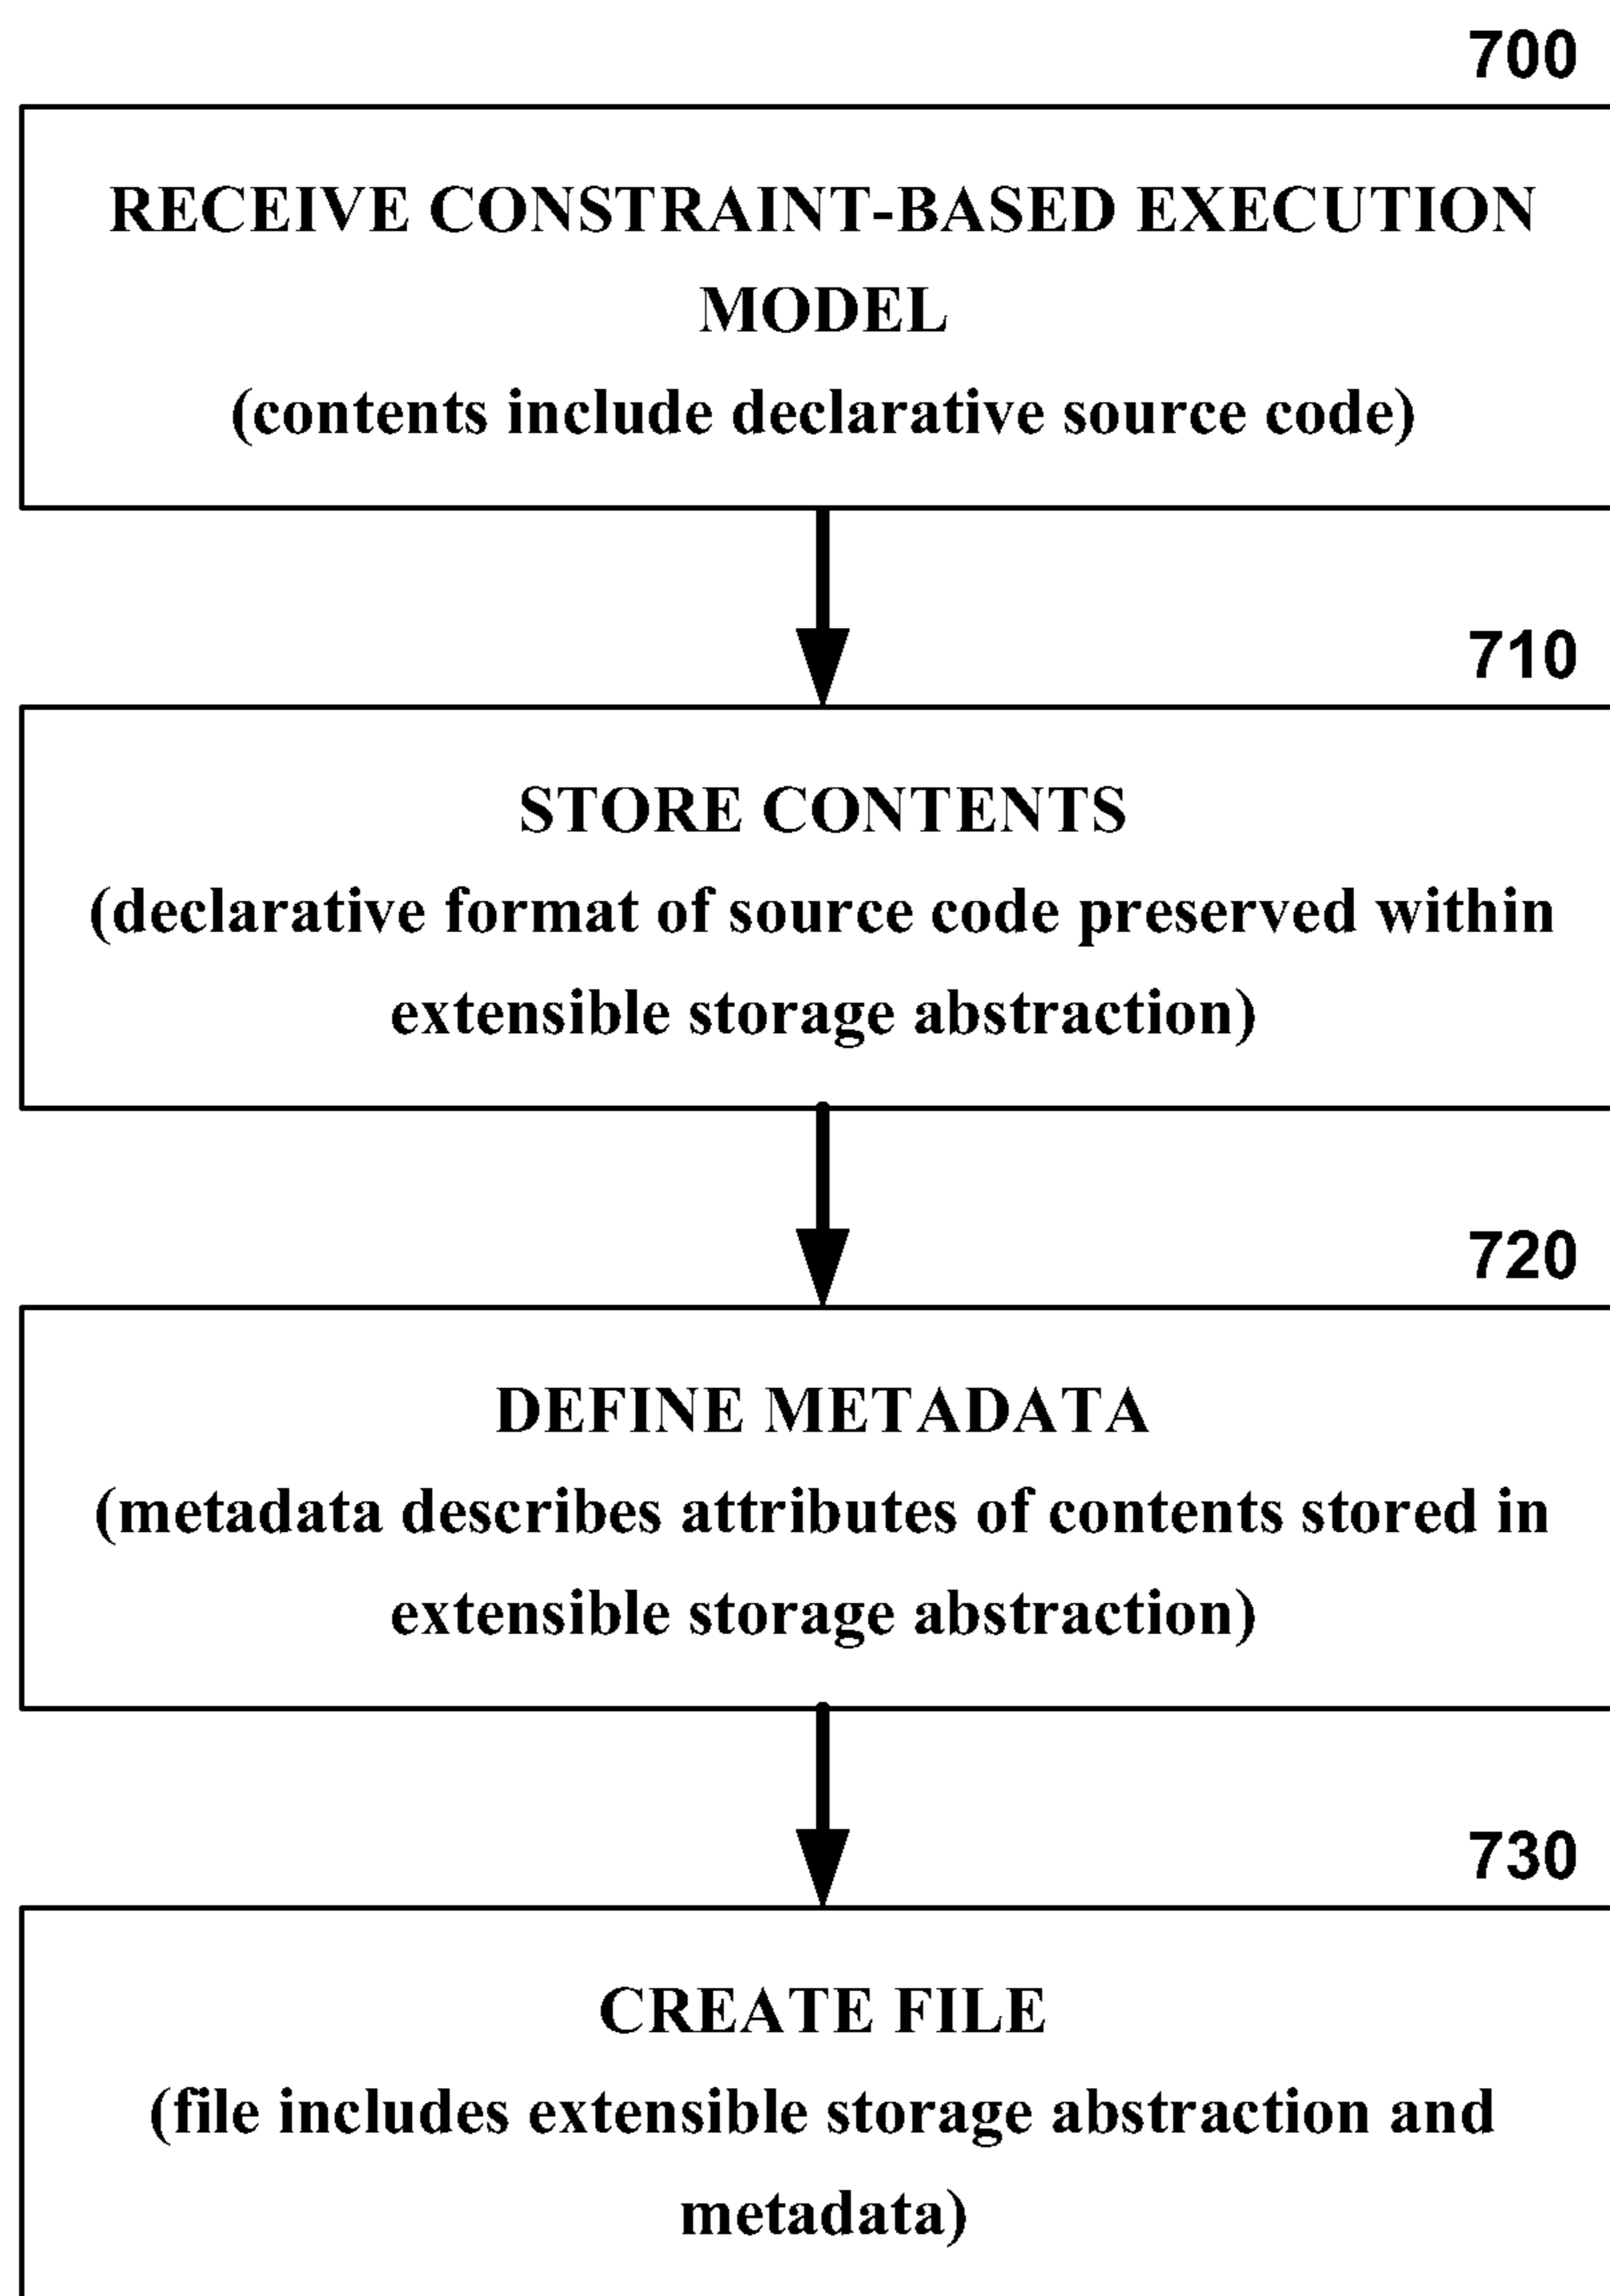 700
RECEIVE CONSTRAINT-BASED EXECUTION
MODEL
(contents include declarative source code)
710
STORE CONTENTS
(declarative format of source code preserved within
extensible storage abstraction)
720
DEFINE METADATA
(metadata describes attributes of contents stored in
extensible storage abstraction)
730
CREATE FILE
(file includes extensible storage abstraction and
metadata)